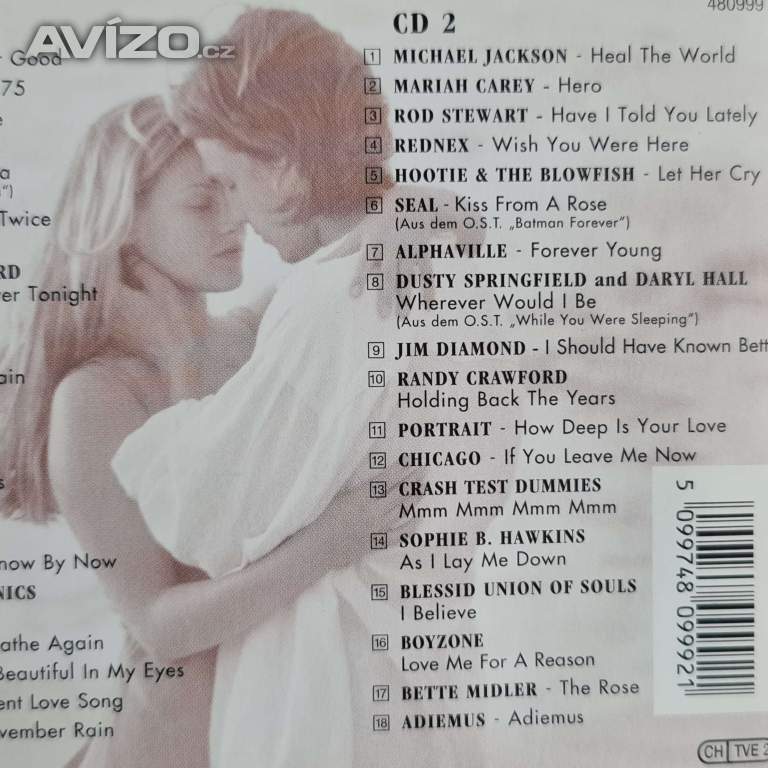 AVÍZO.cz
Good
75
Twice
RD
er Tonight
ain
now By Now
NICS
athe Again
Beautiful In My Eyes
ent Love Song
vember Rain
480999
CD 2
1 MICHAEL JACKSON - Heal The World
2 MARIAH CAREY - Hero
3 ROD STEWART - Have I Told You Lately
4 REDNEX - Wish You Were Here
5 HOOTIE & THE BLOWFISH - Let Her Cry
6 SEAL - Kiss From A Rose
(Aus dem O.S.T. „Batman Forever")
7 ALPHAVILLE - Forever Young
8 DUSTY SPRINGFIELD and DARYL HALL
Wherever Would I Be
(Aus dem O.S.T. „While You Were Sleeping")
9 JIM DIAMOND - I Should Have Known Bett
10 RANDY CRAWFORD
Holding Back The Years
11 PORTRAIT - How Deep Is Your Love
12 CHICAGO - If You Leave Me Now
13 CRASH TEST DUMMIES
Mmm Mmm Mmm Mmm
14 SOPHIE B. HAWKINS
As I Lay Me Down
15 BLESSID UNION OF SOULS
I Believe
16 BOYZONE
Love Me For A Reason
17 BETTE MIDLER - The Rose
18 ADIEMUS - Adiemus
5 099748 099921
CH TVE 2